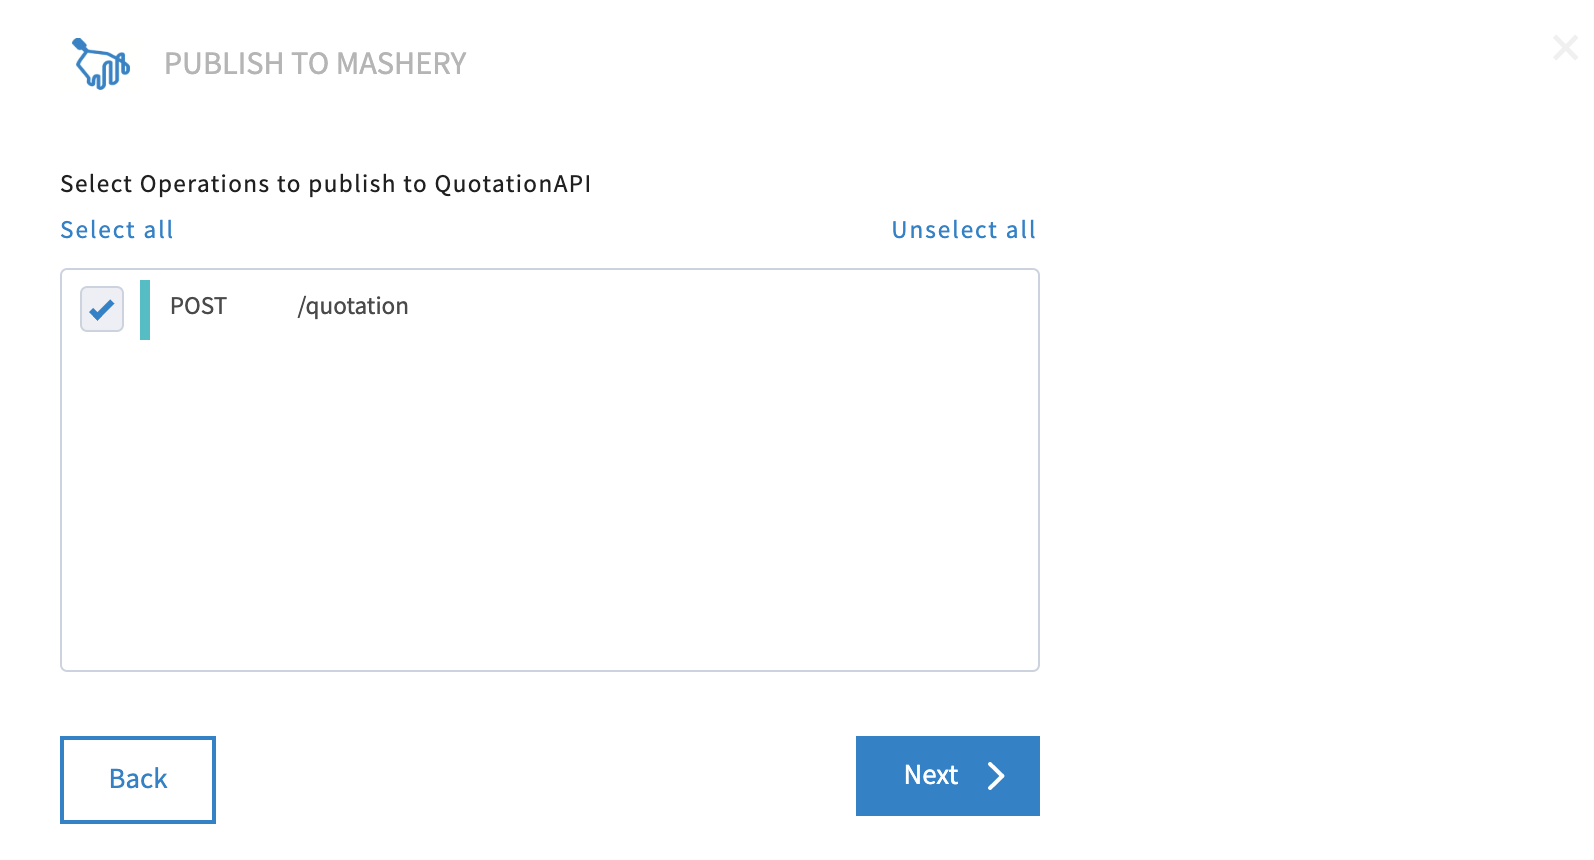 PUBLISH TO MASHERY
Select Operations to publish to QuotationAPI
Select all Unselect all
POST /quotation
Back Next